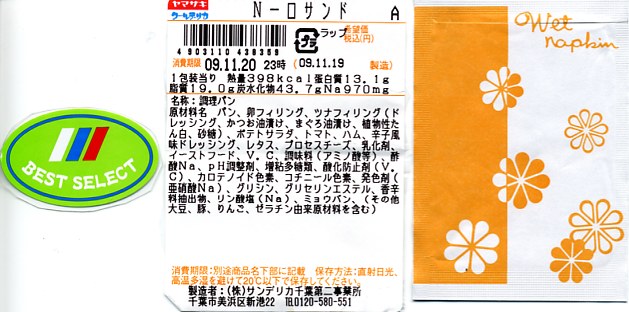 BEST SELECT
ヤマザキ
クールデリカ
N－ロサンド A
プラ ラップ 希望価格(税込)円
4903110438359
消費期限 09.11.20 23時 (09.11.19 製造)
1包装当り 熱量398kcal蛋白質13.1g
脂質19.0g炭水化物43.7gNa970mg
名称：調理パン
原材料名 パン、卵フィリング、ツナフィリング(ド
レッシング、かつお油漬け、まぐろ油漬け、植物性た
ん白、砂糖)、ポテトサラダ、トマト、ハム、辛子風
味ドレッシング、レタス、プロセスチーズ、乳化剤、
イーストフード、V.C、調味料(アミノ酸等)、酢
酸Na、pH調整剤、増粘多糖類、酸化防止剤(V.
C)、カロテノイド色素、コチニール色素、発色剤(
亜硝酸Na)、グリシン、グリセリンエステル、香辛
料抽出物、リン酸塩(Na)、ミョウバン、(その他
大豆、豚、りんご、ゼラチン由来原材料を含む)
消費期限：別途商品名下部に記載 保存方法：直射日光、
高温多湿を避けて20℃以下で保存してください。
製造者：(株)サンデリカ千葉第二事業所
千葉市美浜区新港22 ℡0120-580-551
Wet
napkin